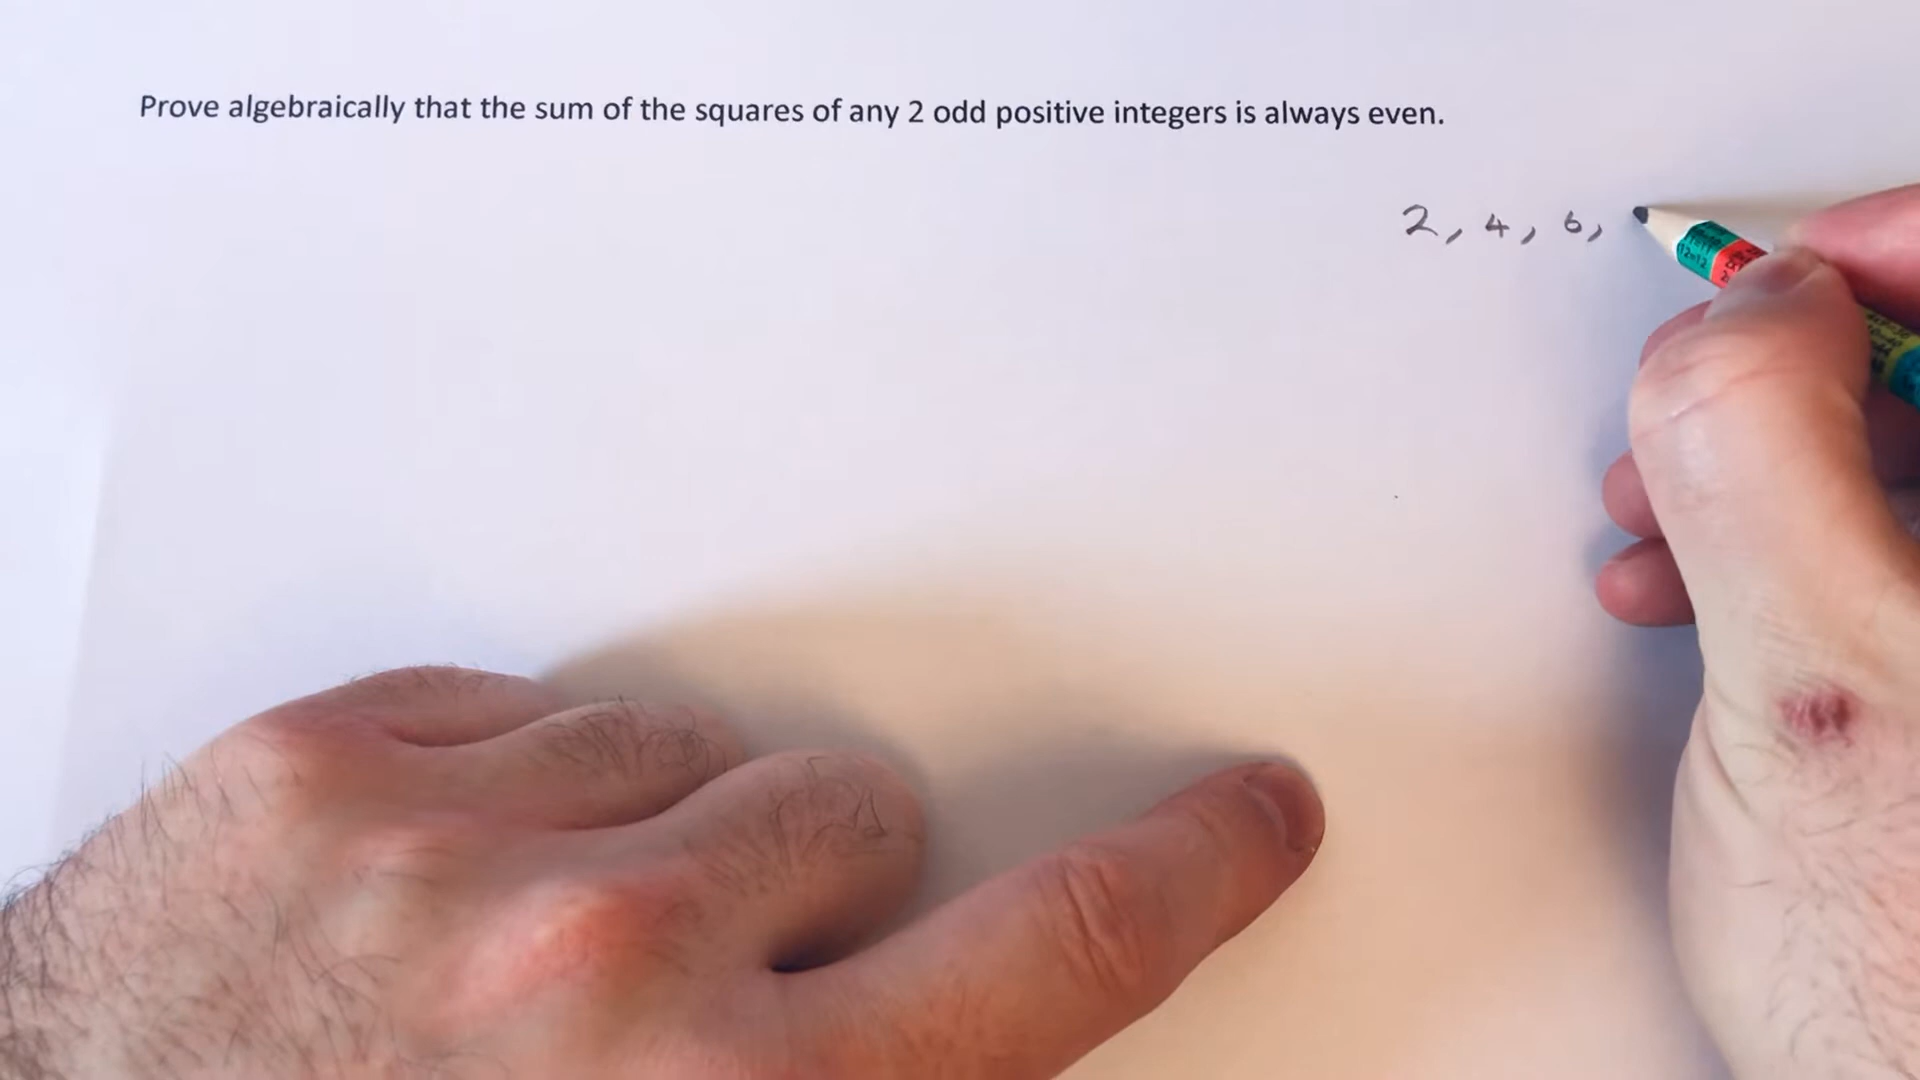 Prove algebraically that the sum of the squares of any 2 odd positive integers is always even.
2, 4, 6,